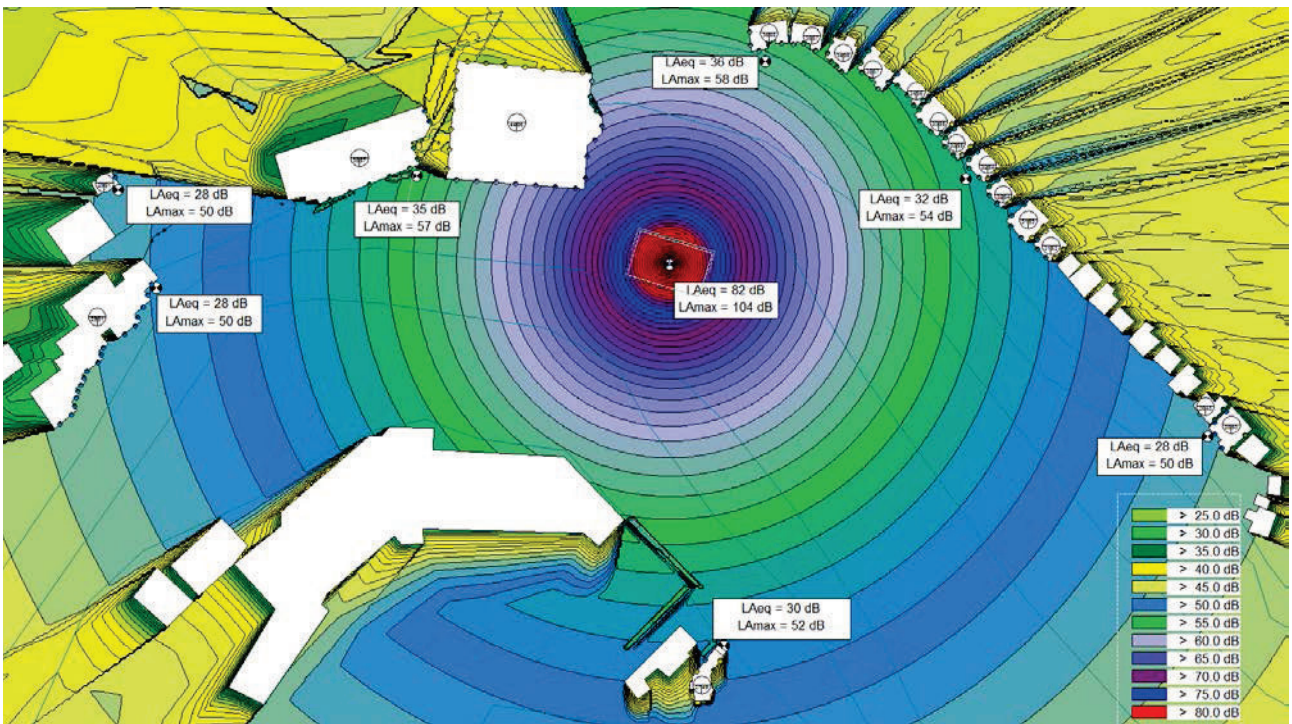 LAeq = 36 dB
LAmax = 58 dB
LAeq = 28 dB
LAmax = 50 dB
LAeq = 35 dB
LAmax = 57 dB
LAeq = 32 dB
LAmax = 54 dB
LAeq = 28 dB
LAmax = 50 dB
LAeq = 82 dB
LAmax = 104 dB
LAeq = 28 dB
LAmax = 50 dB
LAeq = 30 dB
LAmax = 52 dB
> 25.0 dB
> 30.0 dB
> 35.0 dB
> 40.0 dB
> 45.0 dB
> 50.0 dB
> 55.0 dB
> 60.0 dB
> 65.0 dB
> 70.0 dB
> 75.0 dB
> 80.0 dB